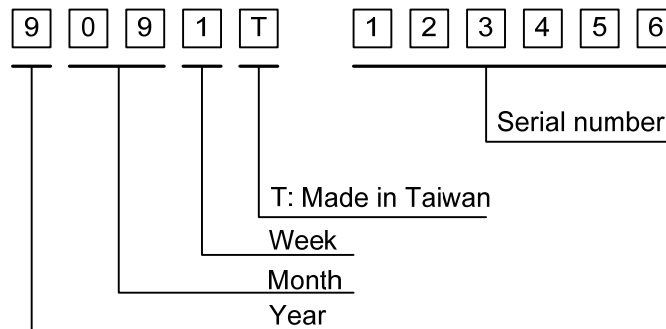 9 0 9 1 T 1 2 3 4 5 6
Serial number
T: Made in Taiwan
Week
Month
Year